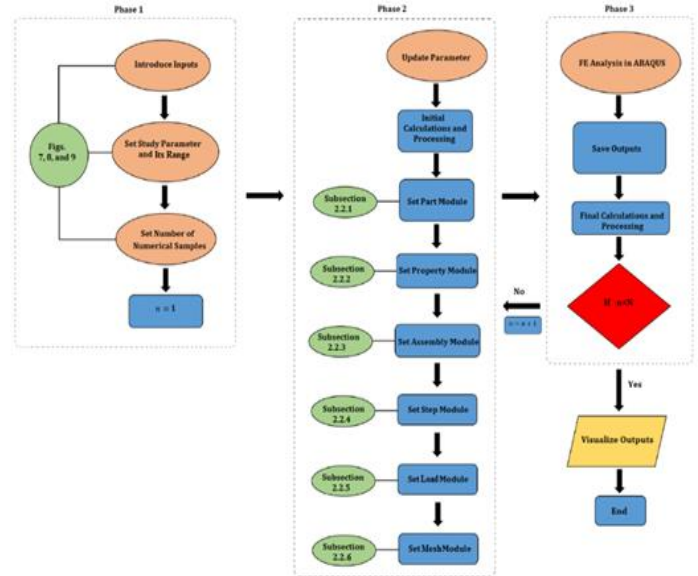 Phase 1
Introduce Inputs
Figs.
7, 8, and 9
Set Study Parameter
and Its Range
Set Number of
Numerical Samples
n = 1
Phase 2
Update Parameter
Initial
Calculations and
Processing
Subsection
2.2.1
Set Part Module
Subsection
2.2.2
Set Property Module
Subsection
2.2.3
Set Assembly Module
Subsection
2.2.4
Set Step Module
Subsection
2.2.5
Set Load Module
Subsection
2.2.6
Set Mesh Module
Phase 3
FE Analysis in ABAQUS
Save Outputs
Final Calculations and
Processing
If
No
Yes
Visualize Outputs
End